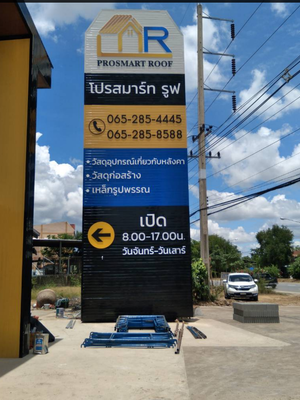 R
PROSMART ROOF
โปรสมาร์ท รูฟ
065-285-4445
065-285-8588
• วัสดุอุปกรณ์เกี่ยวกับหลังคา
• วัสดุก่อสร้าง
• เหล็กรูปพรรณ
เปิด
8.00-17.00น.
วันจันทร์-วันเสาร์